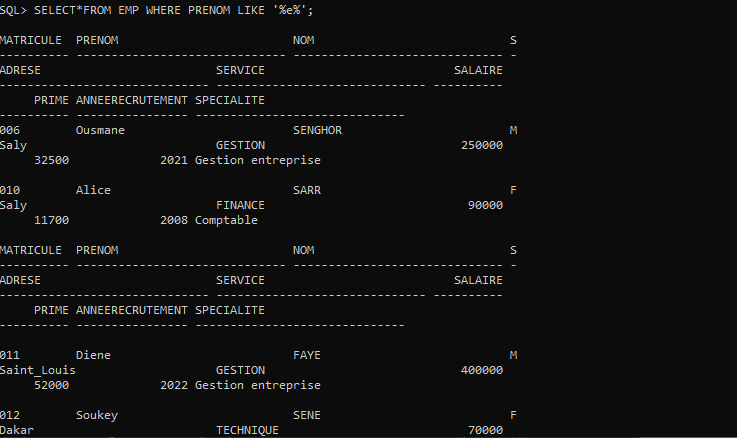 SQL> SELECT*FROM EMP WHERE PRENOM LIKE '%e%';
MATRICULE PRENOM NOM S
--------- ------------------------------ ------------------------------ -
ADRESE SERVICE SALAIRE
------------------------------ ------------------------------ ----------
PRIME ANNEERECRUTEMENT SPECIALITE
---------- ---------------- ------------------------------
006 Ousmane SENGHOR M
Saly GESTION 250000
32500 2021 Gestion entreprise
010 Alice SARR F
Saly FINANCE 90000
11700 2008 Comptable
MATRICULE PRENOM NOM S
--------- ------------------------------ ------------------------------ -
ADRESE SERVICE SALAIRE
------------------------------ ------------------------------ ----------
PRIME ANNEERECRUTEMENT SPECIALITE
---------- ---------------- ------------------------------
011 Diene FAYE M
Saint_Louis GESTION 400000
52000 2022 Gestion entreprise
012 Soukey SENE F
Dakar TECHNIQUE 70000